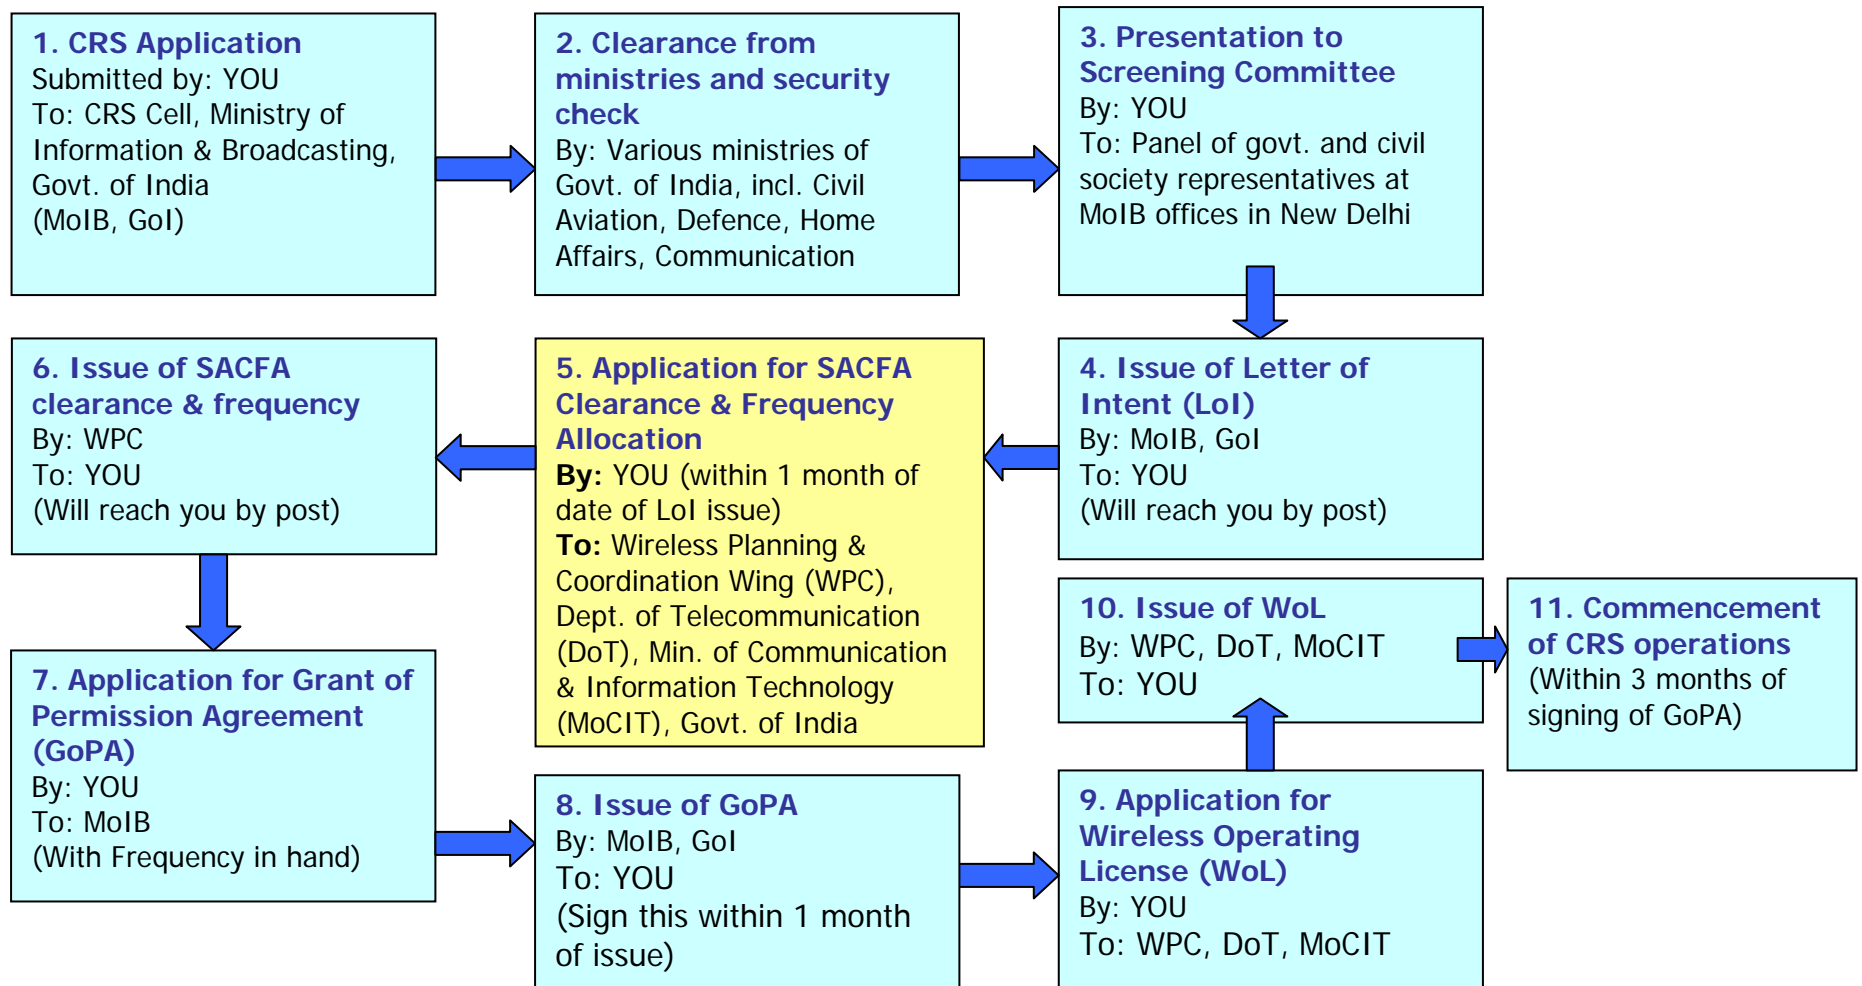 1. CRS Application
Submitted by: YOU
To: CRS Cell, Ministry of
Information & Broadcasting,
Govt. of India
(MoIB, GoI)
2. Clearance from
ministries and security
check
By: Various ministries of
Govt. of India, incl. Civil
Aviation, Defence, Home
Affairs, Communication
3. Presentation to
Screening Committee
By: YOU
To: Panel of govt. and civil
society representatives at
MoIB offices in New Delhi
4. Issue of Letter of
Intent (LoI)
By: MoIB, GoI
To: YOU
(Will reach you by post)
5. Application for SACFA
Clearance & Frequency
Allocation
By: YOU (within 1 month of
date of LoI issue)
To: Wireless Planning &
Coordination Wing (WPC),
Dept. of Telecommunication
(DoT), Min. of Communication
& Information Technology
(MoCIT), Govt. of India
6. Issue of SACFA
clearance & frequency
By: WPC
To: YOU
(Will reach you by post)
7. Application for Grant of
Permission Agreement
(GoPA)
By: YOU
To: MoIB
(With Frequency in hand)
8. Issue of GoPA
By: MoIB, GoI
To: YOU
(Sign this within 1 month
of issue)
9. Application for
Wireless Operating
License (WoL)
By: YOU
To: WPC, DoT, MoCIT
10. Issue of WoL
By: WPC, DoT, MoCIT
To: YOU
11. Commencement
of CRS operations
(Within 3 months of
signing of GoPA)